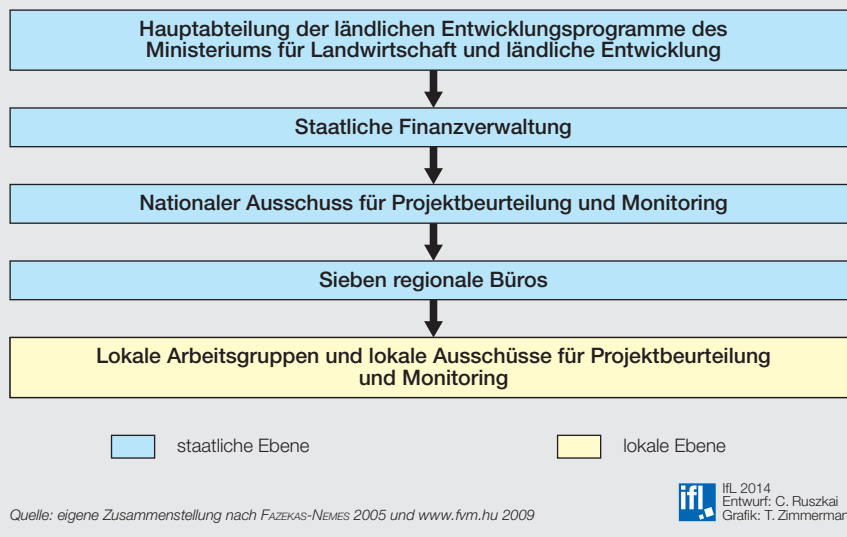 Hauptabteilung der ländlichen Entwicklungsprogramme des
Ministeriums für Landwirtschaft und ländliche Entwicklung
Staatliche Finanzverwaltung
Nationaler Ausschuss für Projektbeurteilung und Monitoring
Sieben regionale Büros
Lokale Arbeitsgruppen und lokale Ausschüsse für Projektbeurteilung
und Monitoring
staatliche Ebene
lokale Ebene
ifl
IfL 2014
Entwurf: C. Ruszkai
Grafik: T. Zimmerman
Quelle: eigene Zusammenstellung nach Fazekas-Nemes 2005 und www.fvm.hu 2009